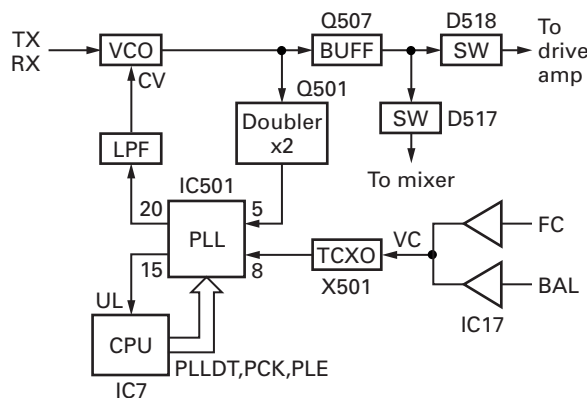 TX
RX
VCO
CV
Q507
BUFF
D518
SW
To
drive
amp
Q501
Doubler
x2
SW
D517
To mixer
LPF
IC501
20
5
PLL
15
8
TCXO
X501
VC
FC
BAL
IC17
UL
CPU
IC7
PLLDT,PCK,PLE